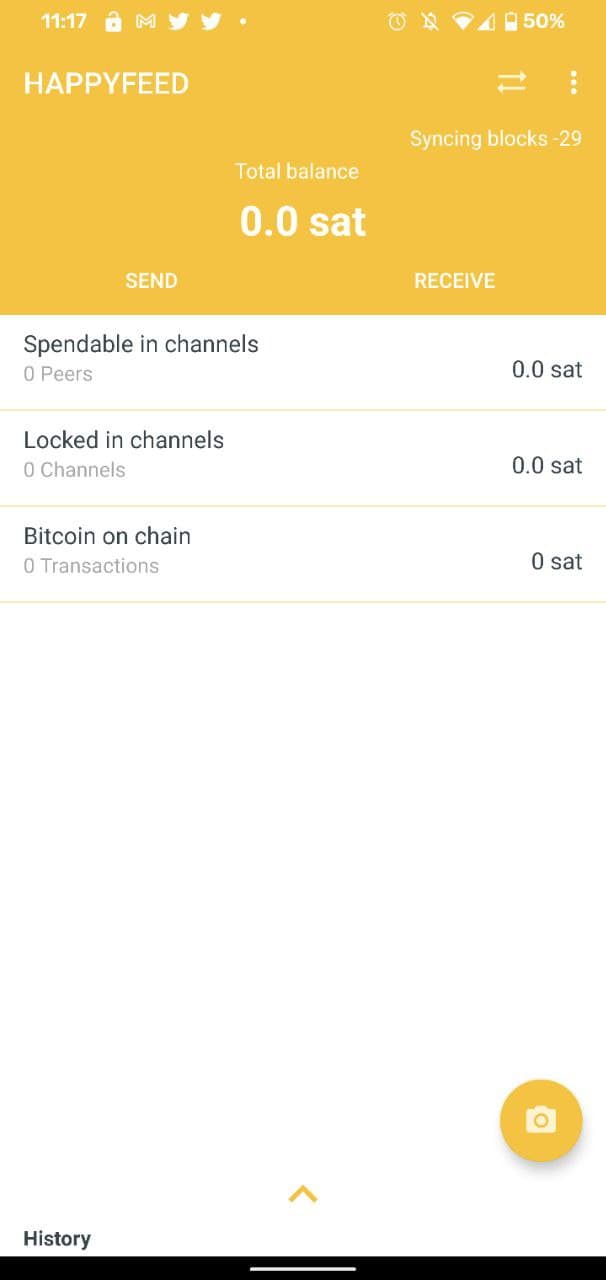 11:17
50%
HAPPYFEED
Syncing blocks -29
Total balance
0.0 sat
SEND RECEIVE
Spendable in channels
0 Peers
0.0 sat
Locked in channels
0 Channels
0.0 sat
Bitcoin on chain
0 Transactions
0 sat
History